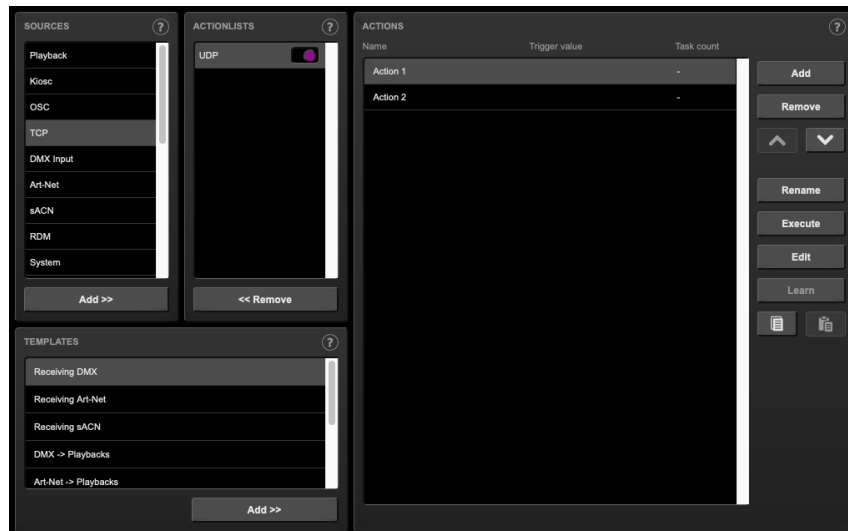 SOURCES ?
Playback
Kiosc
OSC
TCP
DMX Input
Art-Net
sACN
RDM
System
Add >>
ACTIONLISTS ?
UDP
<< Remove
TEMPLATES ?
Receiving DMX
Receiving Art-Net
Receiving sACN
DMX -> Playbacks
Art-Net -> Playbacks
Add >>
ACTIONS ?
Name Trigger value Task count
Action 1 -
Action 2 -
Add
Remove
Rename
Execute
Edit
Learn